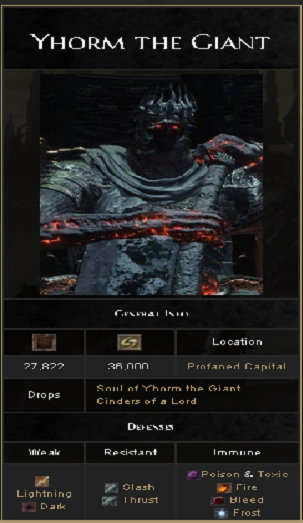 YHORM THE GIANT
GENERAL INFO
Location
27,822 36,000 Profaned Capital
Drops
Soul of Yhorm the Giant
Cinders of a Lord
DEFENSES
Weak Resistant Immune
Lightning
Dark
Slash
Thrust
Poison & Toxic
Fire
Bleed
Frost